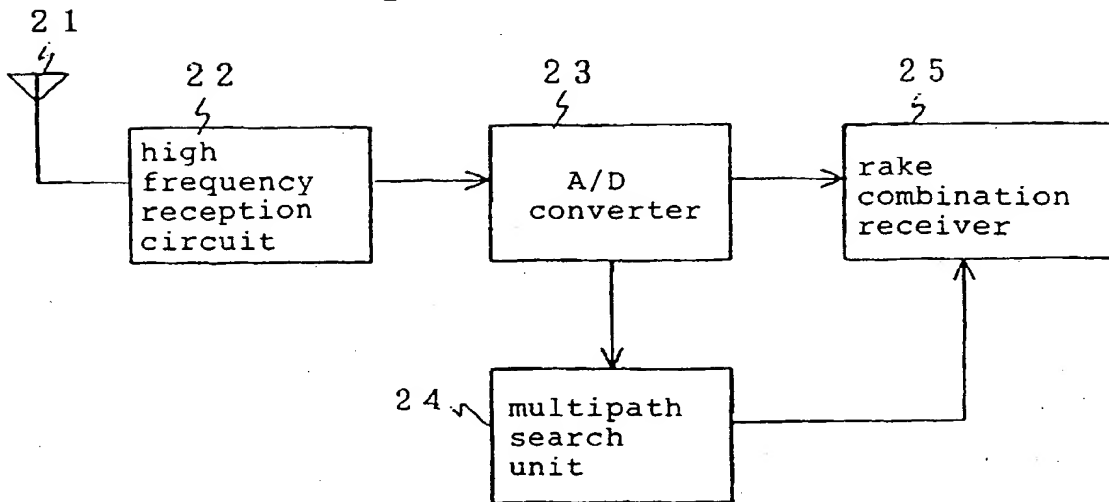 21
22
high
frequency
reception
circuit
23
A/D
converter
25
rake
combination
receiver
24
multipath
search
unit